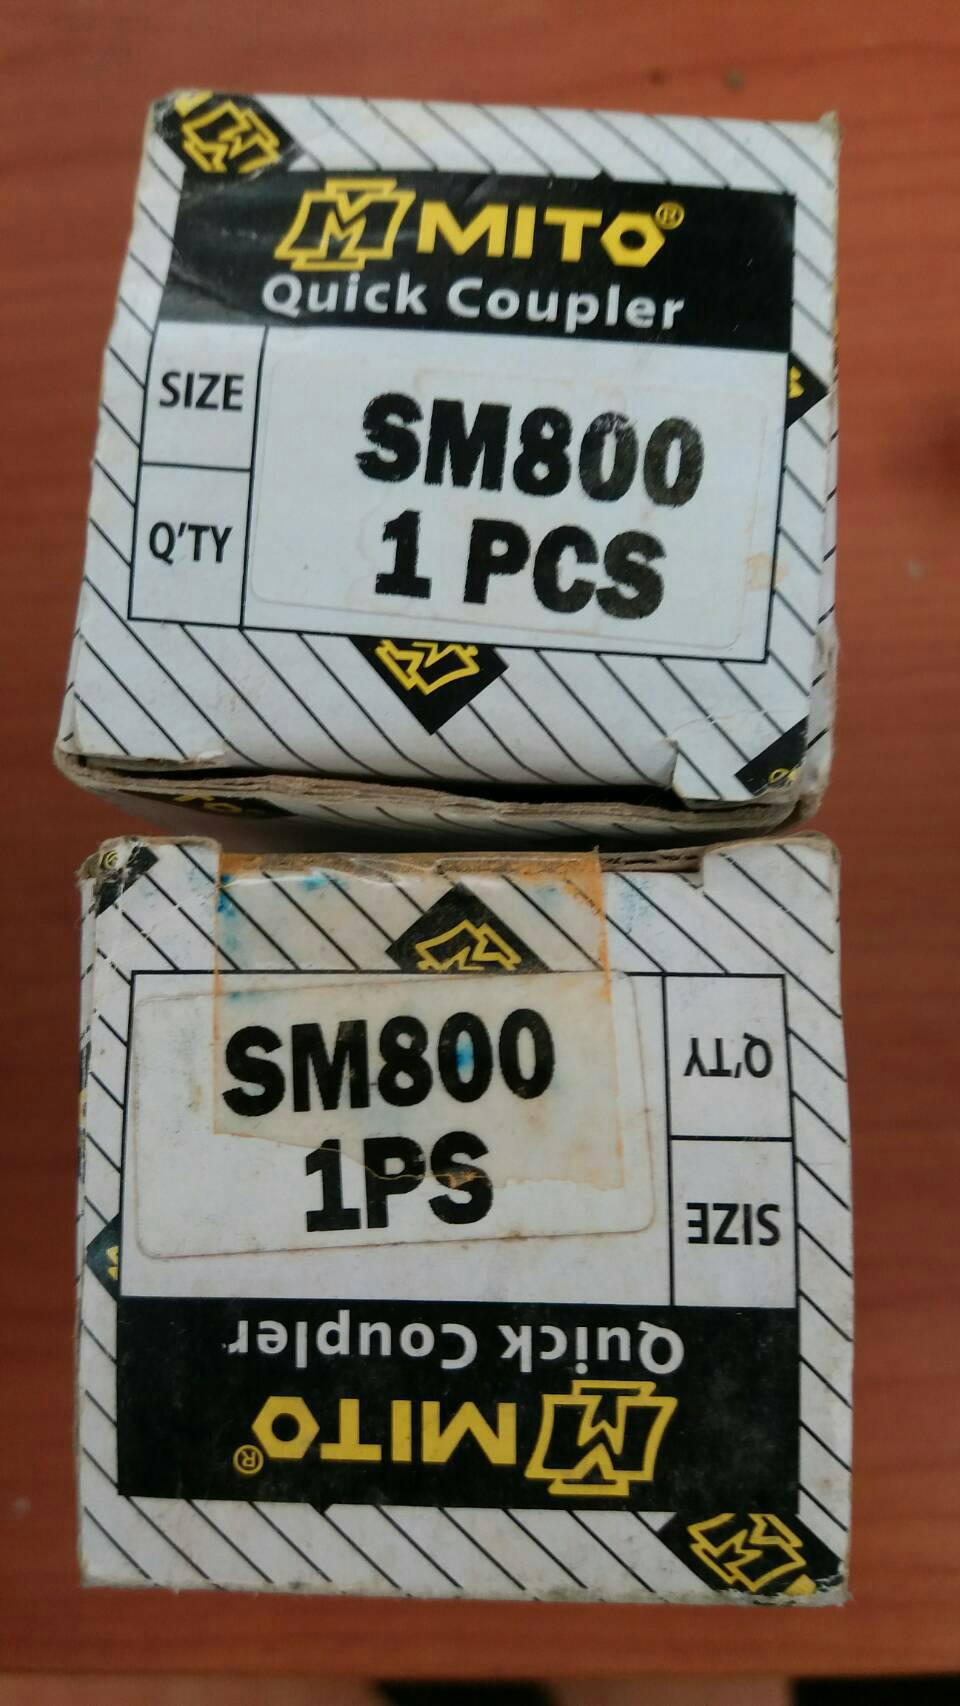 MITO®
Quick Coupler
SIZE
SM800
Q'TY
1 PCS
SM800
1PS
Q'TY
SIZE
Quick Coupler
MITO®